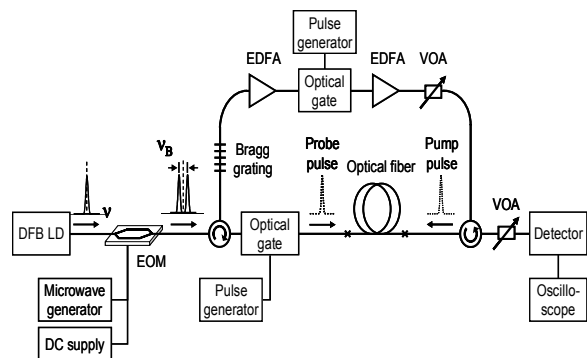 Pulse
generator
EDFA
Optical
gate
EDFA
VOA
νB
Bragg
grating
Probe
pulse
Optical fiber
Pump
pulse
ν
DFB LD
EOM
Optical
gate
VOA
Detector
Microwave
generator
Pulse
generator
Oscillo-
scope
DC supply